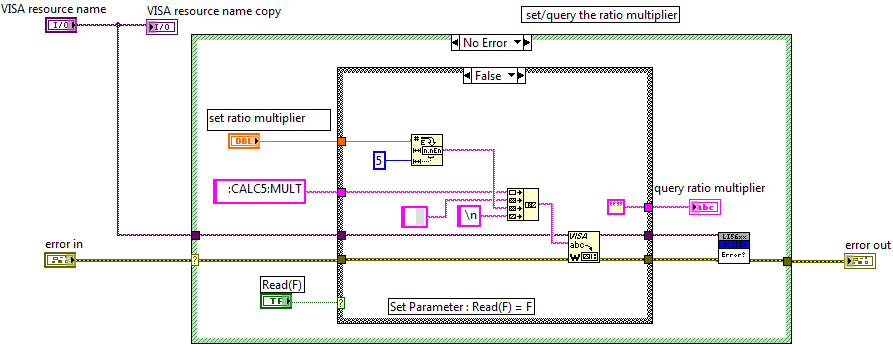 VISA resource name
VISA resource name copy
set/query the ratio multiplier
I/O
I/O
No Error
False
set ratio multiplier
DBL
#
n.nEn
5
:CALC5:MULT
\n
query ratio multiplier
""
abc
VISA
abc
W
error in
?
Error?
error out
Read(F)
TF
?
Set Parameter : Read(F) = F